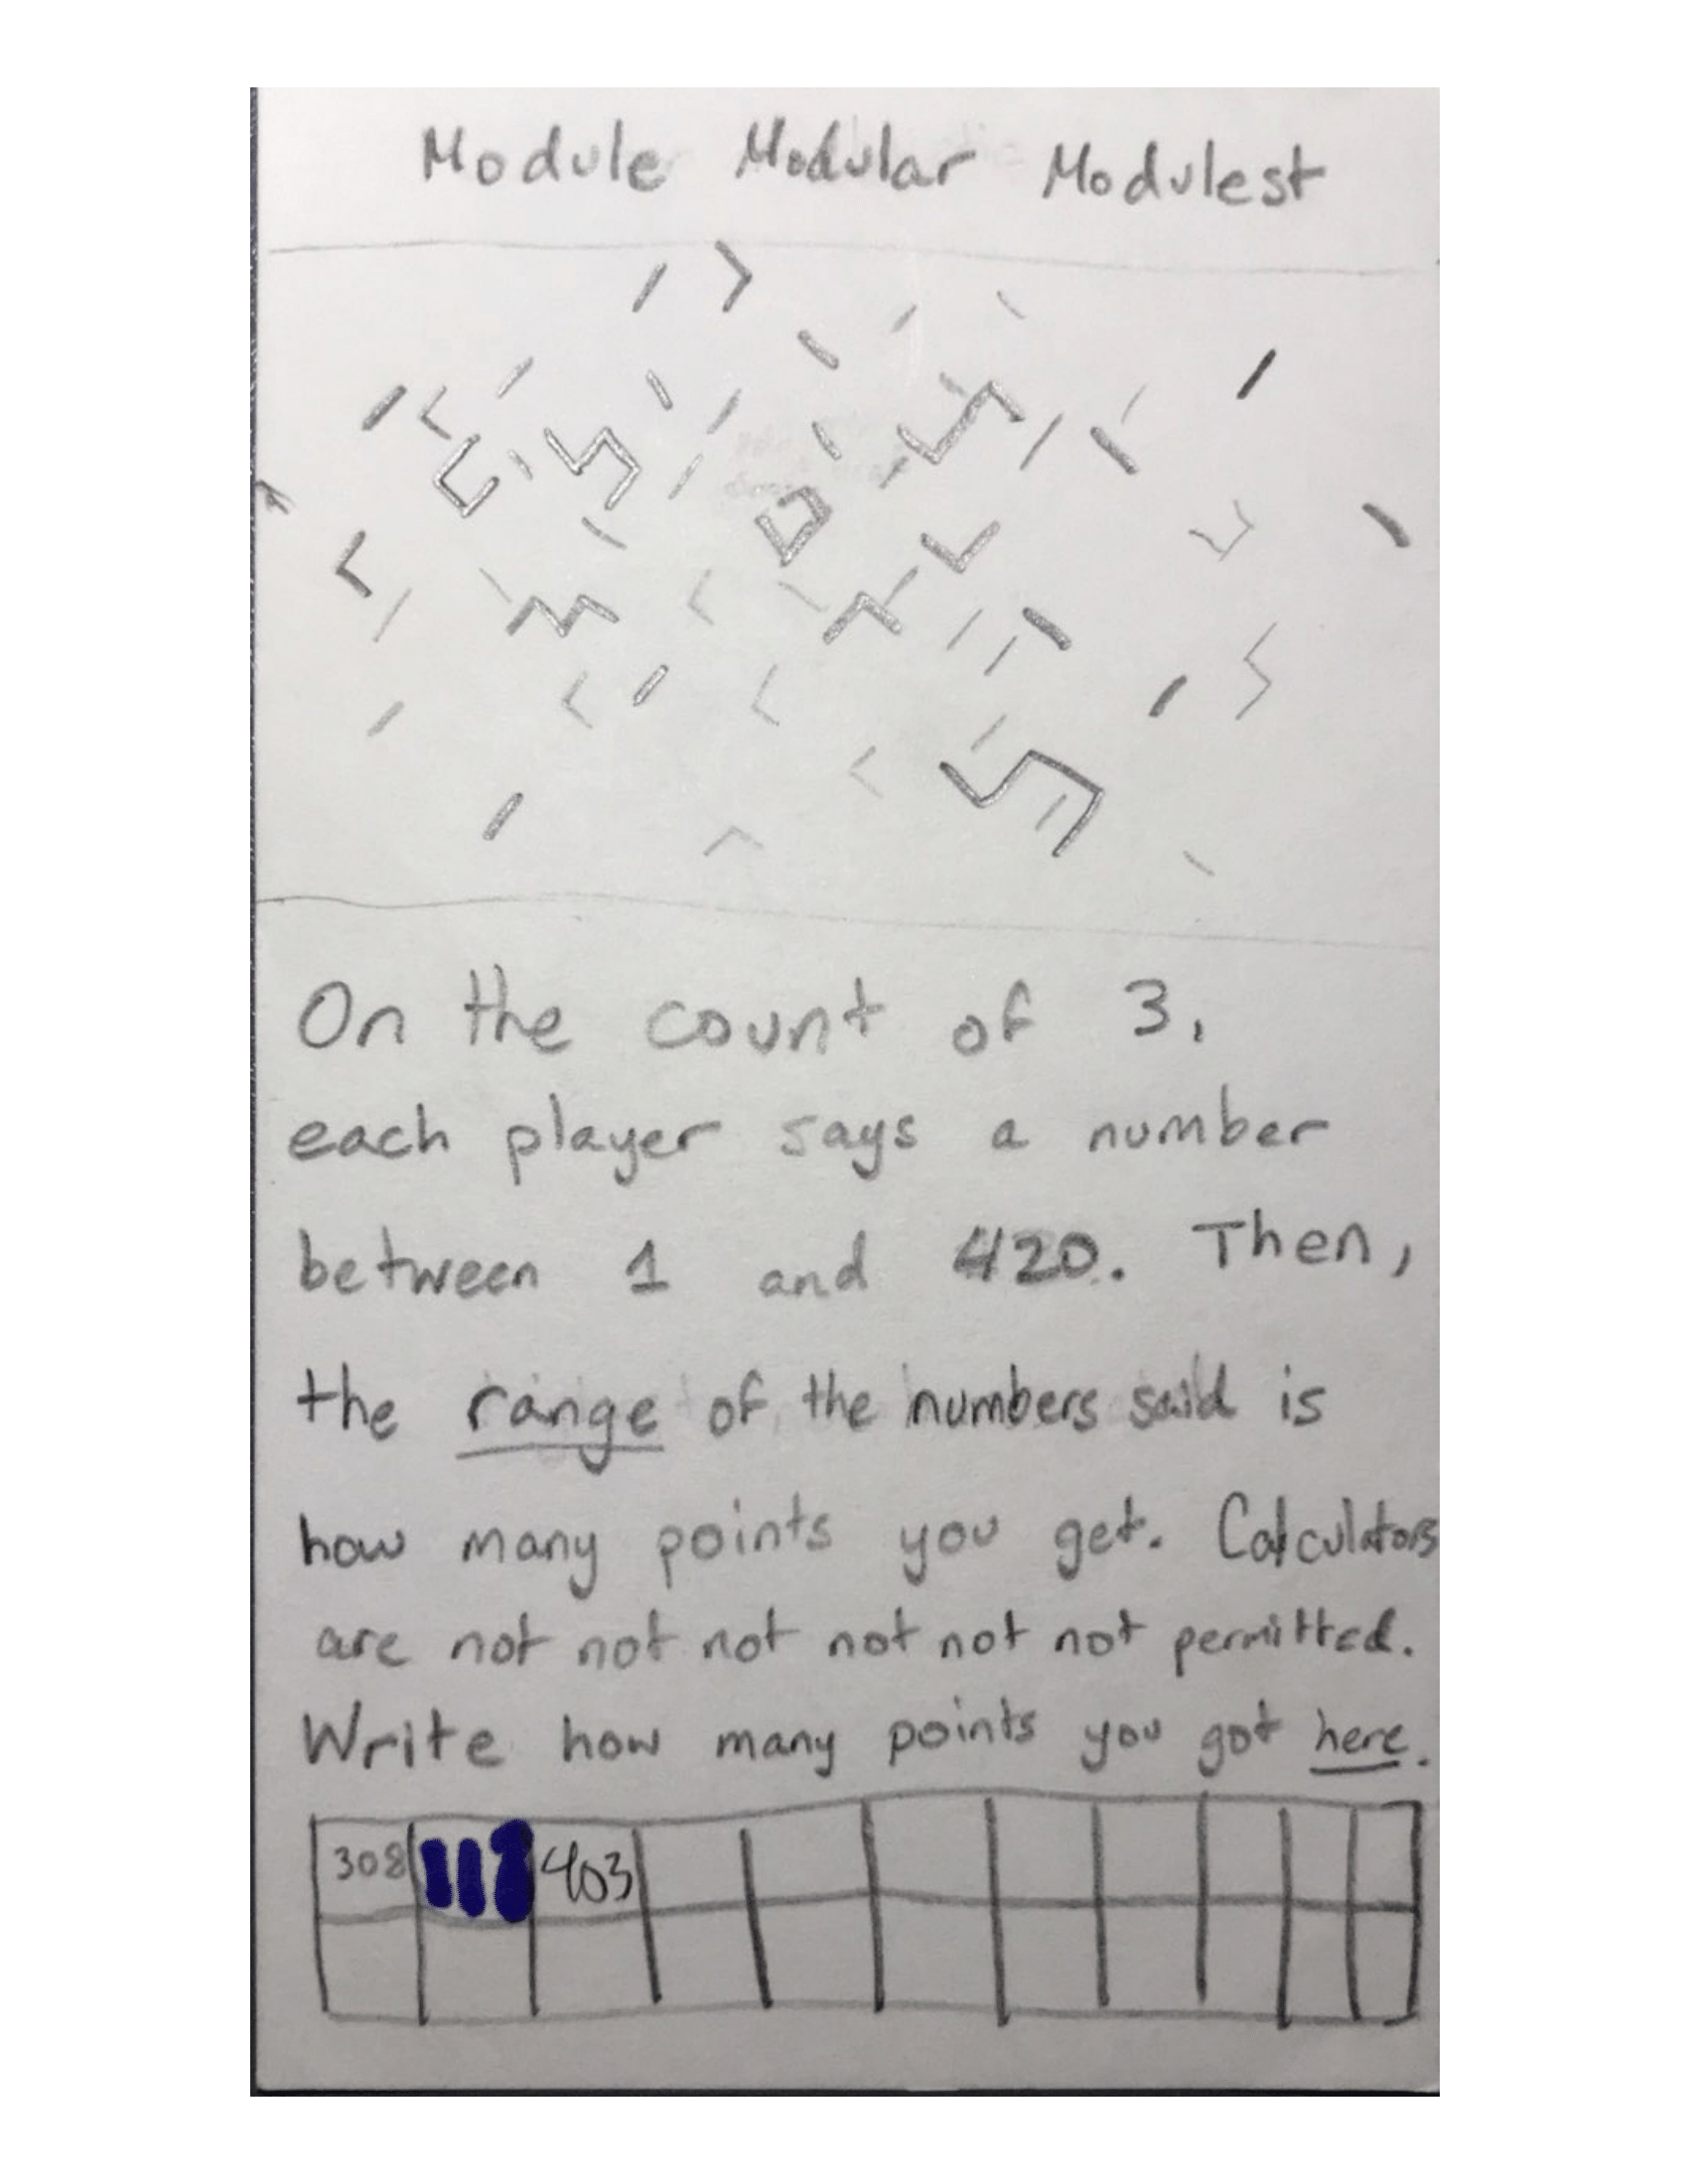 Module Modular Modulest
On the count of 3,
each player says a number
between 1 and 420. Then,
the range of the numbers said is
how many points you get. Calculators
are not not not not not not permitted.
Write how many points you got here.
308 403